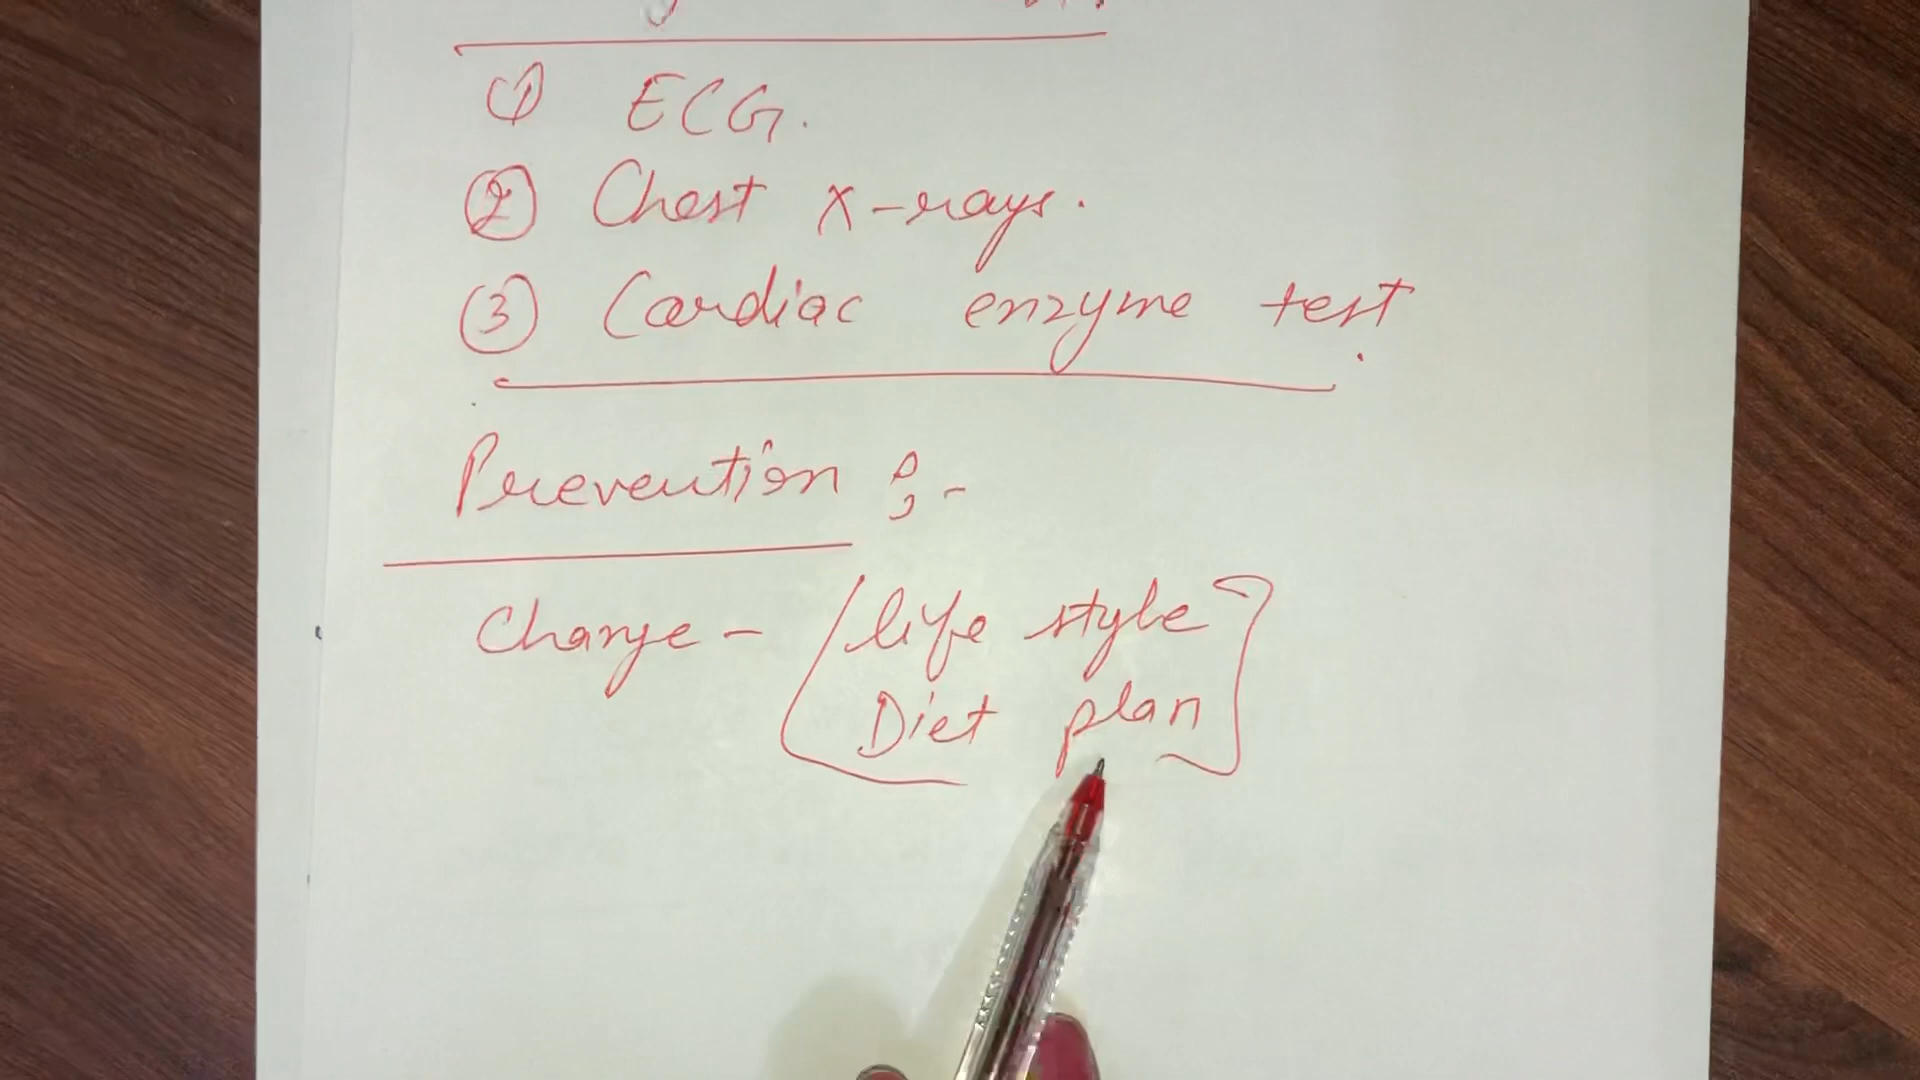 ① ECG.
② Chest X-rays.
③ Cardiac enzyme test.
Prevention :-
Change - [life style
Diet plan]